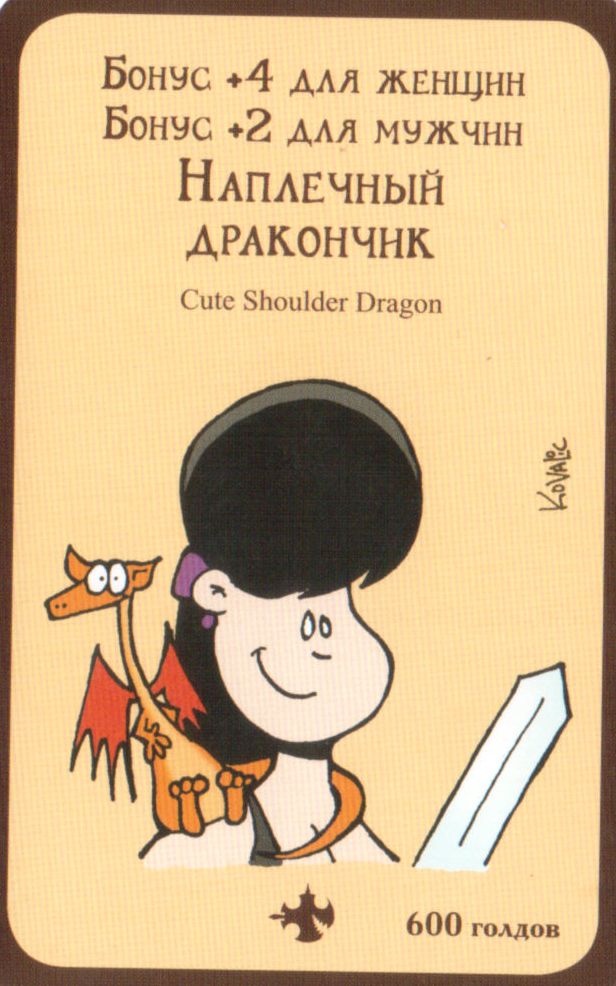 Бонус +4 для женщин
Бонус +2 для мужчин
Наплечный
дракончик
Cute Shoulder Dragon
Kovalic
600 голдов